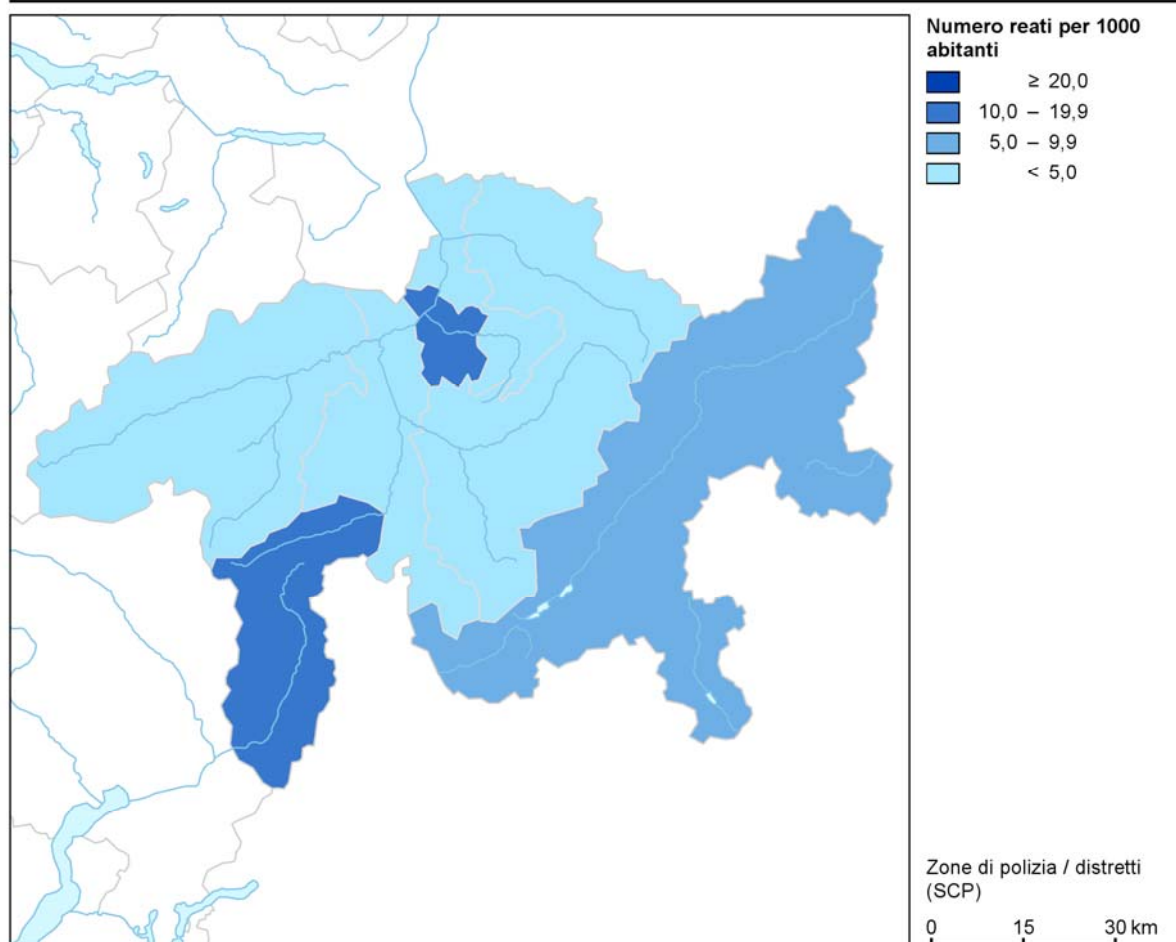 Numero reati per 1000
abitanti
≥ 20,0
10,0 – 19,9
5,0 – 9,9
< 5,0
Zone di polizia / distretti
(SCP)
0 15 30 km